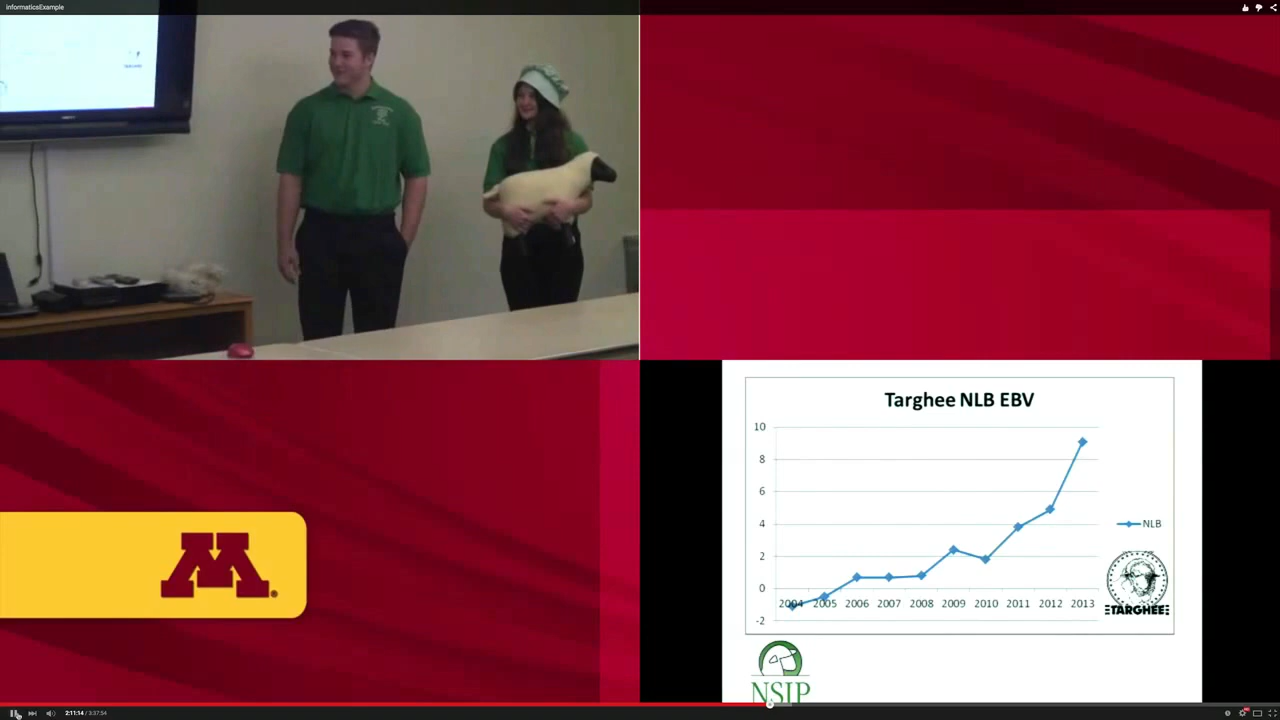 InformaticsExample
Targhee NLB EBV
10
8
6
4
2
0
-2
2004 2005 2006 2007 2008 2009 2010 2011 2012 2013
NLB
TARGHEE
NSIP
M
2:11:14 / 3:37:54